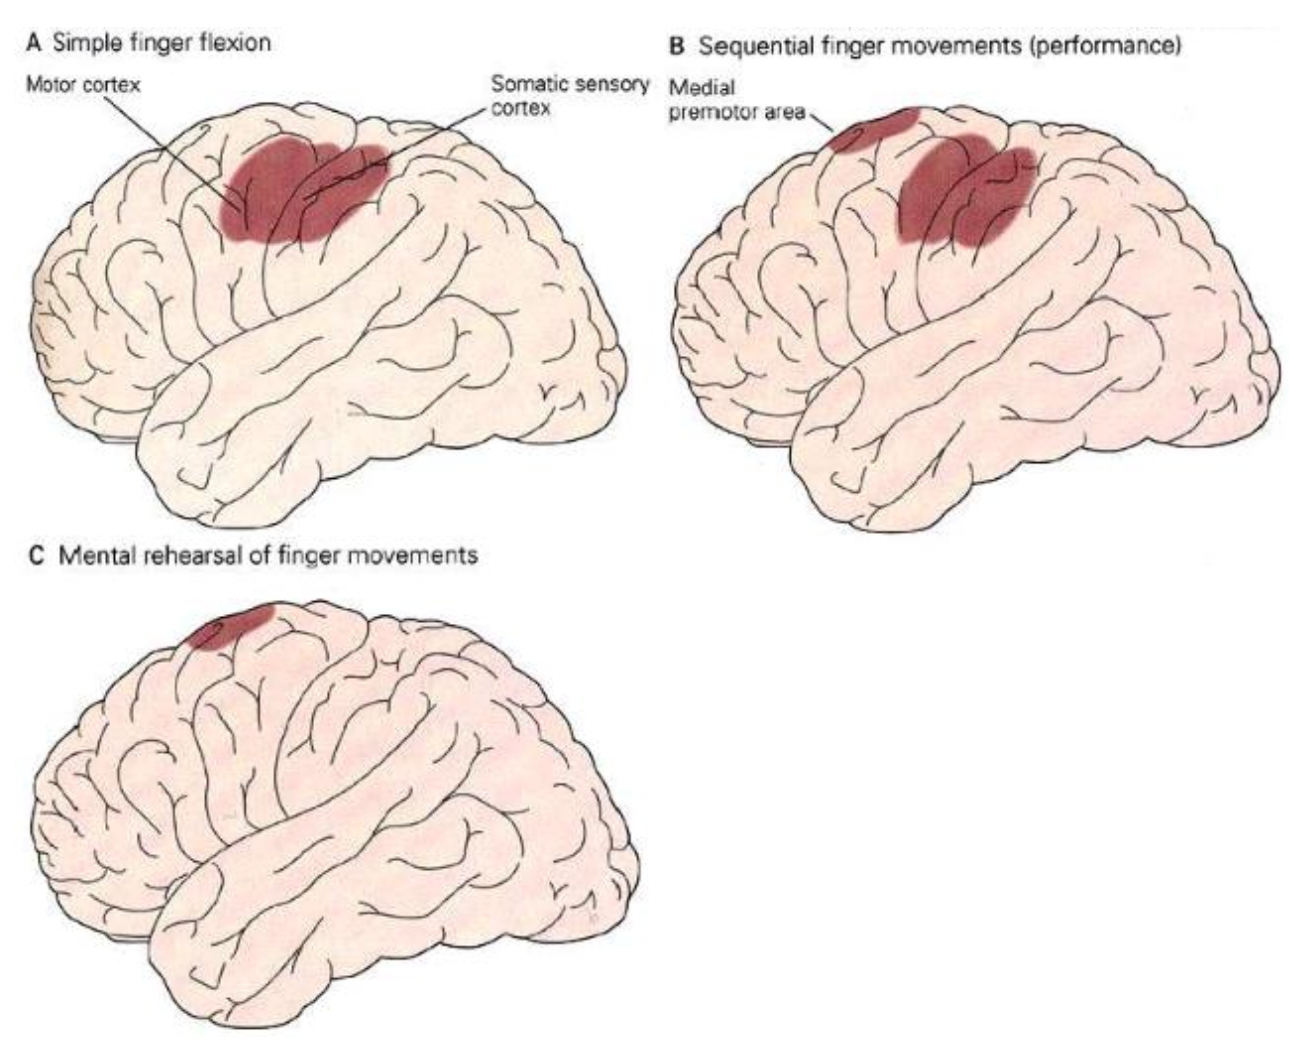 A Simple finger flexion
Motor cortex
Somatic sensory
cortex
B Sequential finger movements (performance)
Medial
premotor area
C Mental rehearsal of finger movements